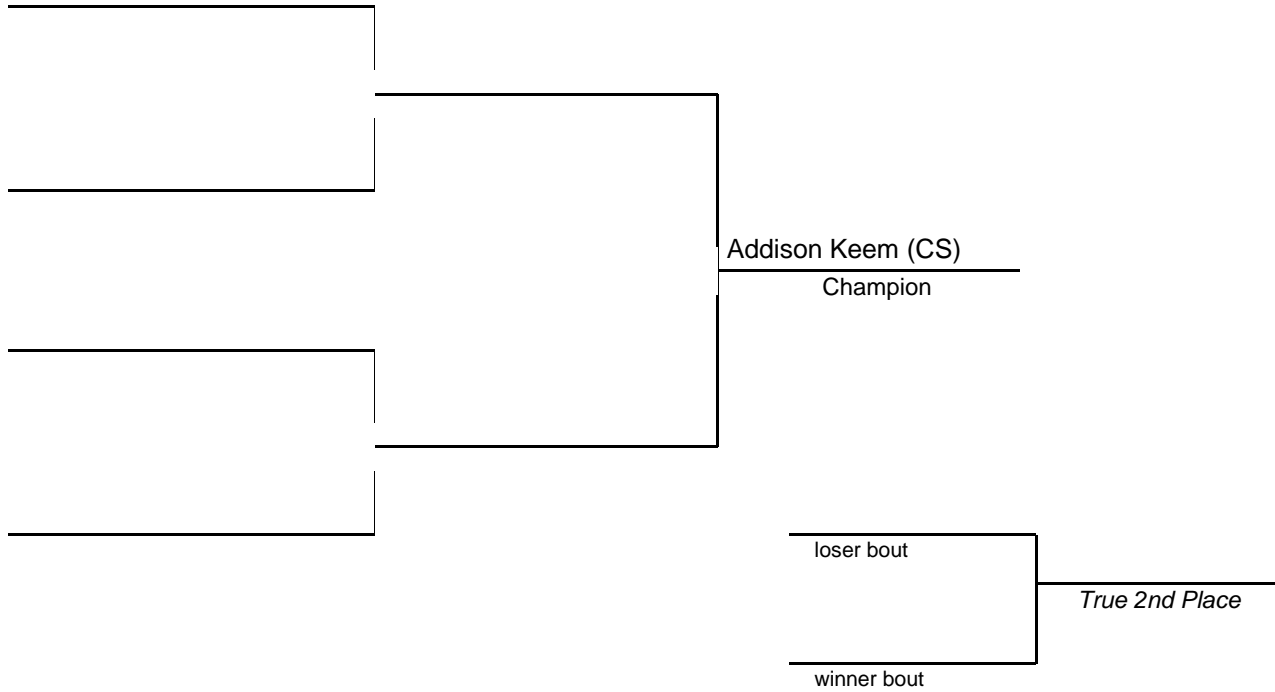 Addison Keem (CS)
Champion
loser bout
True 2nd Place
winner bout